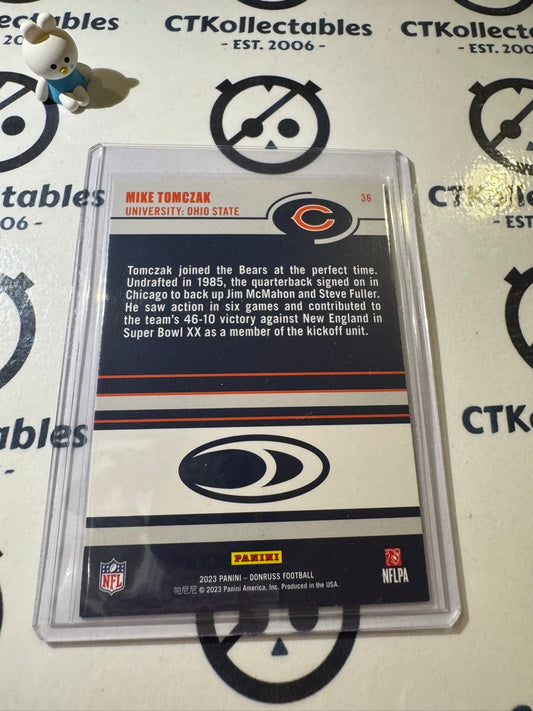 CTKollectables
- EST. 2006 -
CTKollectables
- EST. 2006 -
ables
06 -
CTKollectables
- EST
CTK
ables
MIKE TOMCZAK
UNIVERSITY: OHIO STATE
36
C
Tomczak joined the Bears at the perfect time.
Undrafted in 1985, the quarterback signed on in
Chicago to back up Jim McMahon and Steve Fuller.
He saw action in six games and contributed to
the team's 46-10 victory against New England in
Super Bowl XX as a member of the kickoff unit.
PANINI
NFL
2023 PANINI – DONRUSS FOOTBALL
帕尼尼 © 2023 Panini America, Inc. Produced in the USA.
NFLPA